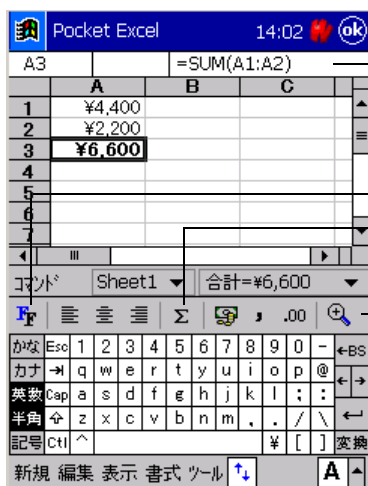 Pocket Excel 14:02 ok
A3 =SUM(A1:A2)
A B C
1 ¥4,400
2 ¥2,200
3 ¥6,600
4
5
6
7
コマンド Sheet1 合計=¥6,600
FF Σ , .00
かな Esc 1 2 3 4 5 6 7 8 9 0 - ←BS
カナ →| q w e r t y u i o p @ ← →
英数 Cap a s d f g h j k l ; :
半角 z x c v b n m , . / \ ↵
記号 Ctl ^ ¥ [ ] 変換
新規 編集 表示 書式 ツール A